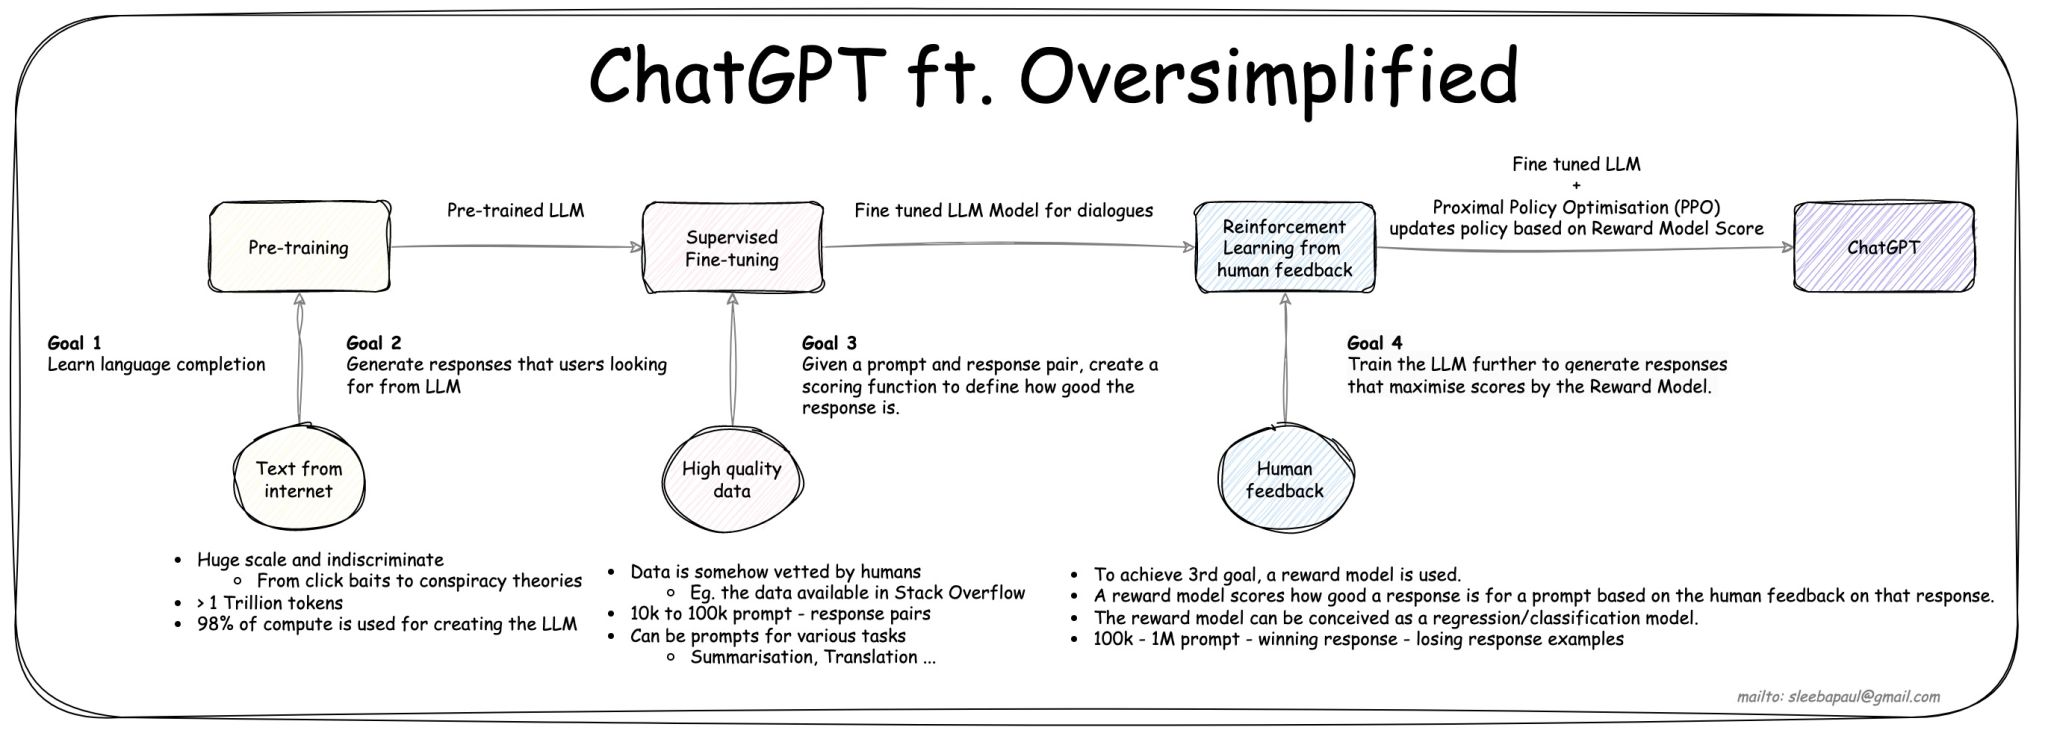 ChatGPT ft. Oversimplified
Fine tuned LLM
+
Proximal Policy Optimisation (PPO)
updates policy based on Reward Model Score
Pre-training
Pre-trained LLM
Supervised
Fine-tuning
Fine tuned LLM Model for dialogues
Reinforcement
Learning from
human feedback
ChatGPT
Goal 1
Learn language completion
Goal 2
Generate responses that users looking
for from LLM
Goal 3
Given a prompt and response pair, create a
scoring function to define how good the
response is.
Goal 4
Train the LLM further to generate responses
that maximise scores by the Reward Model.
Text from
internet
High quality
data
Human
feedback
• Huge scale and indiscriminate
◦ From click baits to conspiracy theories
• > 1 Trillion tokens
• 98% of compute is used for creating the LLM
• Data is somehow vetted by humans
◦ Eg. the data available in Stack Overflow
• 10k to 100k prompt - response pairs
• Can be prompts for various tasks
◦ Summarisation, Translation ...
• To achieve 3rd goal, a reward model is used.
• A reward model scores how good a response is for a prompt based on the human feedback on that response.
• The reward model can be conceived as a regression/classification model.
• 100k - 1M prompt - winning response - losing response examples
mailto: sleebapaul@gmail.com